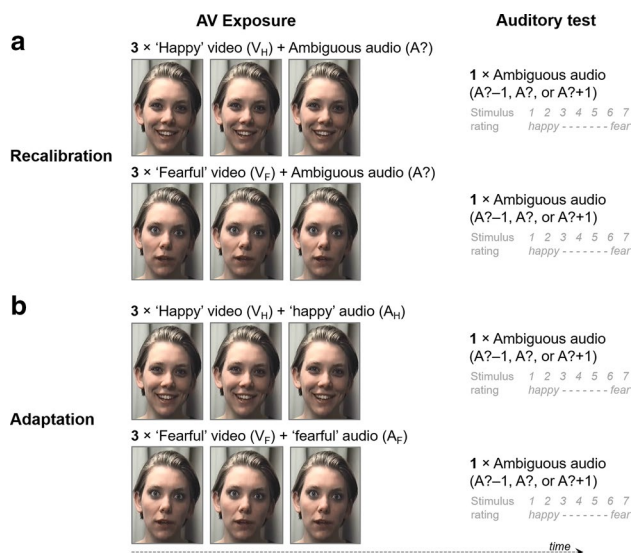 AV Exposure
Auditory test
a
3 × 'Happy' video (VH) + Ambiguous audio (A?)
1 × Ambiguous audio
(A?–1, A?, or A?+1)
Stimulus 1 2 3 4 5 6 7
rating happy - - - - - - - fear
Recalibration
3 × 'Fearful' video (VF) + Ambiguous audio (A?)
1 × Ambiguous audio
(A?–1, A?, or A?+1)
Stimulus 1 2 3 4 5 6 7
rating happy - - - - - - - fear
b
3 × 'Happy' video (VH) + 'happy' audio (AH)
1 × Ambiguous audio
(A?–1, A?, or A?+1)
Stimulus 1 2 3 4 5 6 7
rating happy - - - - - - - fear
Adaptation
3 × 'Fearful' video (VF) + 'fearful' audio (AF)
1 × Ambiguous audio
(A?–1, A?, or A?+1)
Stimulus 1 2 3 4 5 6 7
rating happy - - - - - - - fear
time